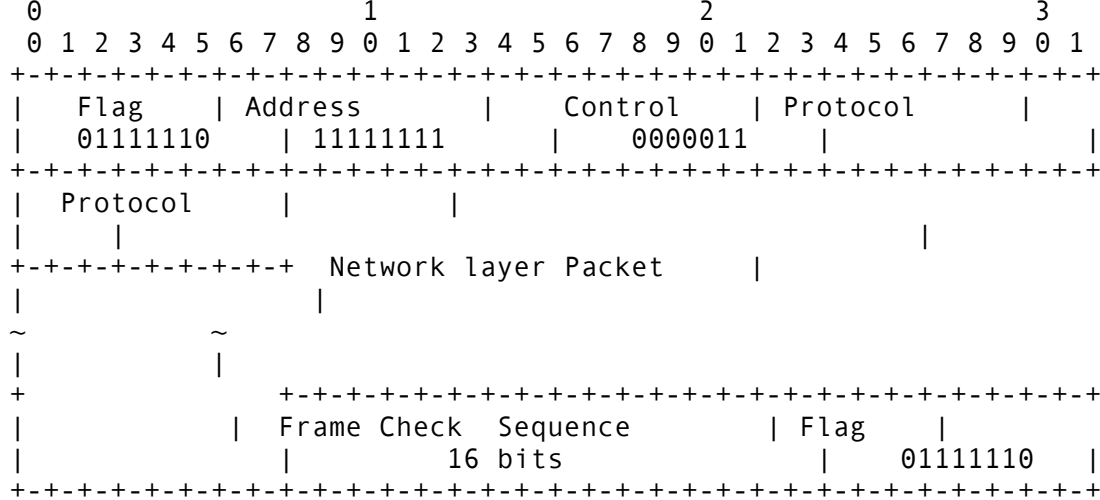 0                   1                   2                   3
 0 1 2 3 4 5 6 7 8 9 0 1 2 3 4 5 6 7 8 9 0 1 2 3 4 5 6 7 8 9 0 1
+-+-+-+-+-+-+-+-+-+-+-+-+-+-+-+-+-+-+-+-+-+-+-+-+-+-+-+-+-+-+-+-+
|   Flag    | Address       |    Control    | Protocol      |
|   01111110    | 11111111      |    0000011    |               |
+-+-+-+-+-+-+-+-+-+-+-+-+-+-+-+-+-+-+-+-+-+-+-+-+-+-+-+-+-+-+-+-+
|  Protocol     |         |
|     |                                               |
+-+-+-+-+-+-+-+-+  Network layer Packet     |
|                 |
~           ~
|           |
+               +-+-+-+-+-+-+-+-+-+-+-+-+-+-+-+-+-+-+-+-+-+-+-+-+
|            |  Frame Check  Sequence        | Flag    |
|               |         16 bits               |    01111110   |
+-+-+-+-+-+-+-+-+-+-+-+-+-+-+-+-+-+-+-+-+-+-+-+-+-+-+-+-+-+-+-+-+